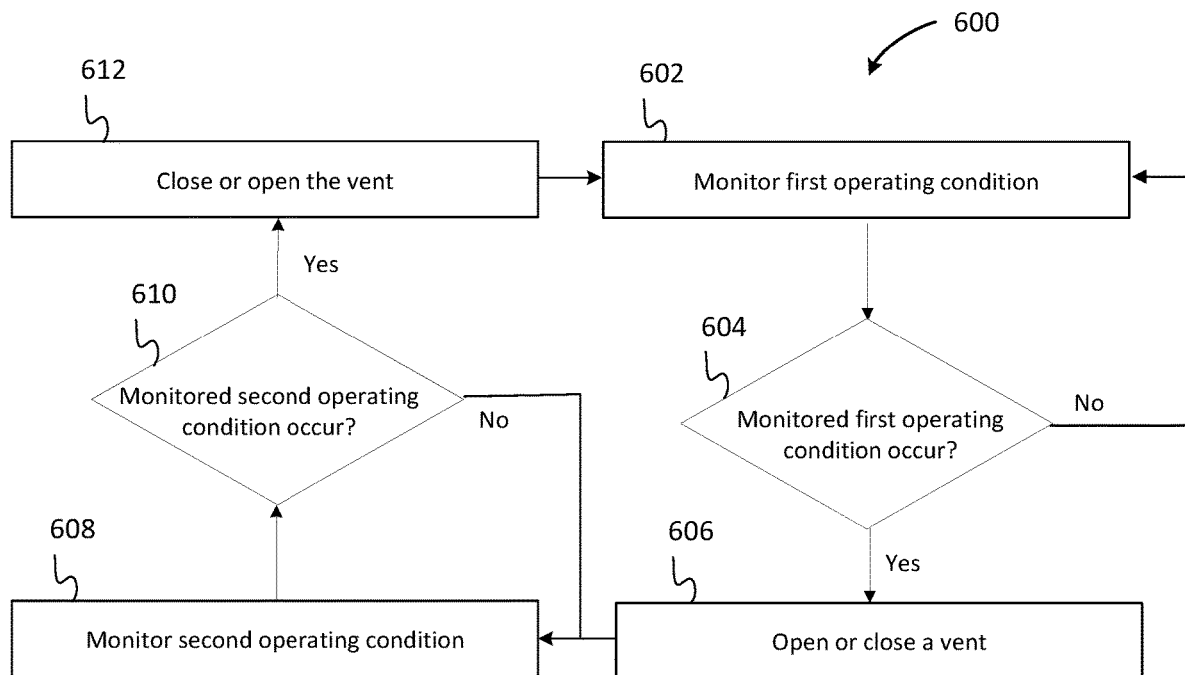 600
612
602
Close or open the vent
Monitor first operating condition
Yes
610
604
Monitored second operating
condition occur?
No
Monitored first operating
condition occur?
No
608
606
Yes
Monitor second operating condition
Open or close a vent